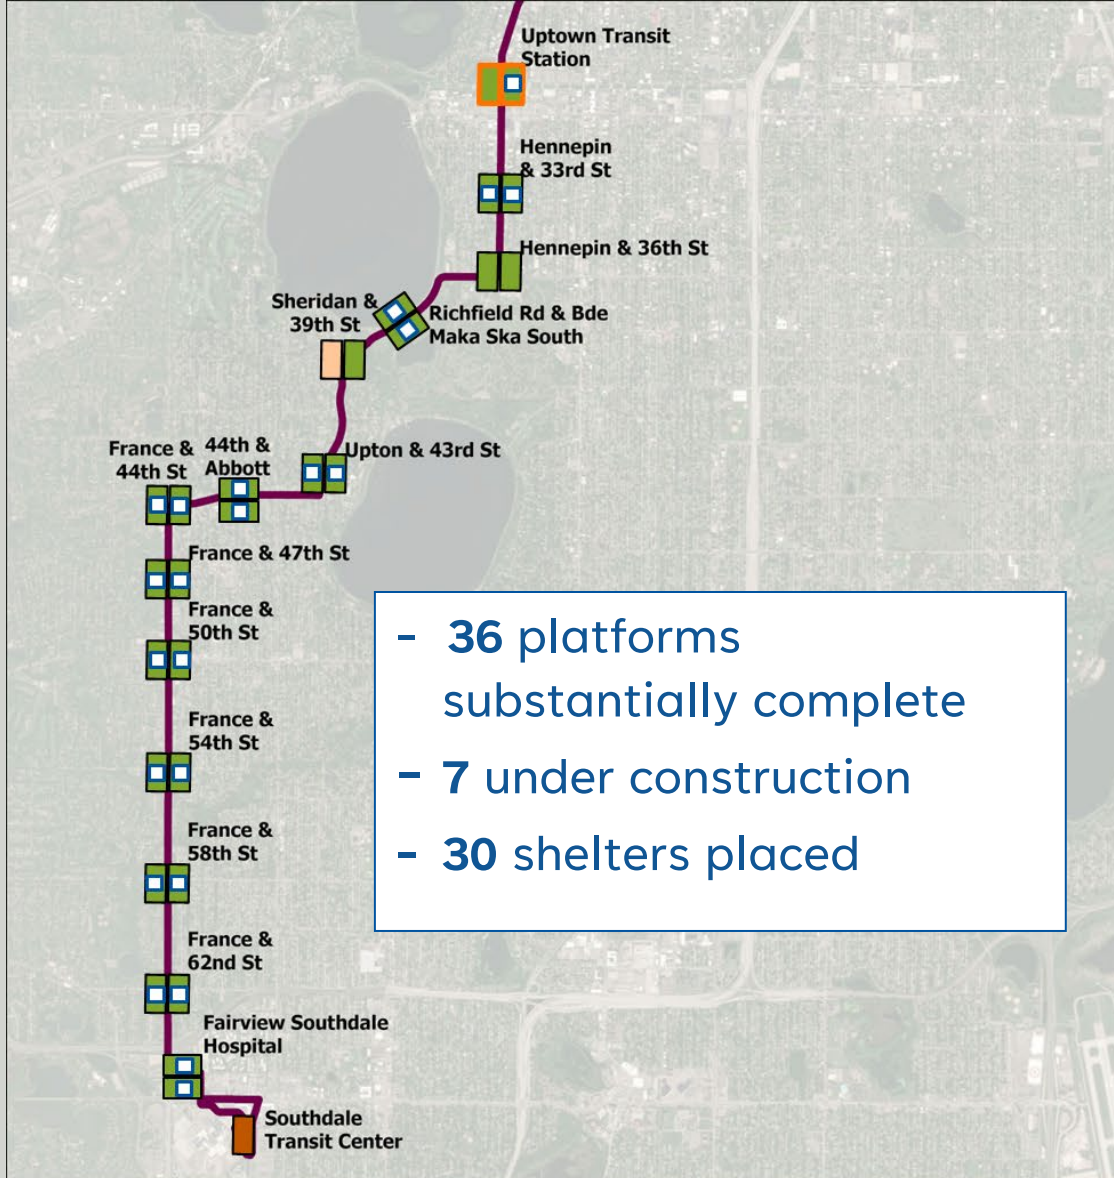 Uptown Transit
Station
Hennepin
& 33rd St
Hennepin & 36th St
Sheridan &
39th St
Richfield Rd & Bde
Maka Ska South
Upton & 43rd St
France &
44th St
44th &
Abbott
France & 47th St
France &
50th St
- 36 platforms
substantially complete
- 7 under construction
- 30 shelters placed
France &
54th St
France &
58th St
France &
62nd St
Fairview Southdale
Hospital
Southdale
Transit Center